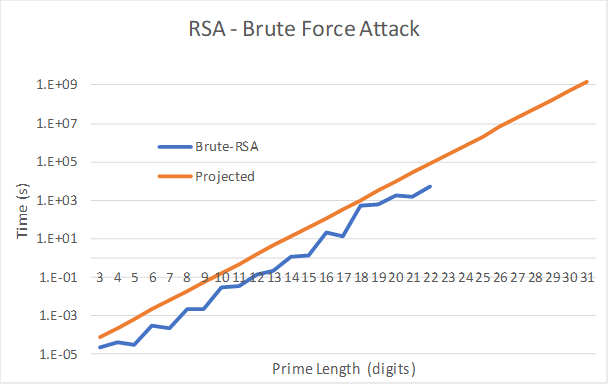 RSA - Brute Force Attack
1.E+09
1.E+07
1.E+05
1.E+03
1.E+01
1.E-01
1.E-03
1.E-05
Time (s)
Brute-RSA
Projected
3 4 5 6 7 8 9 10 11 12 13 14 15 16 17 18 19 20 21 22 23 24 25 26 27 28 29 30 31
Prime Length (digits)